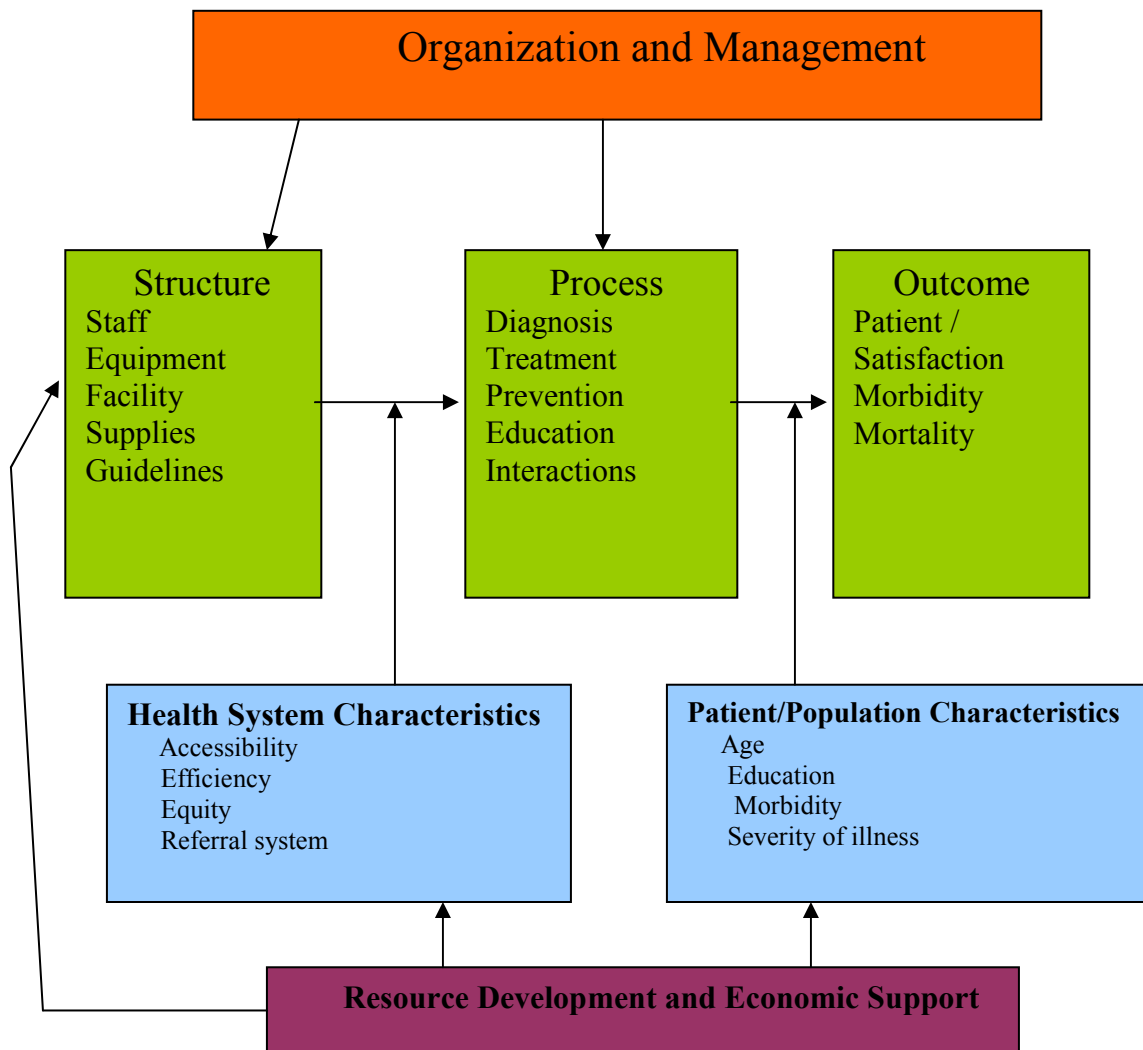 Organization and Management
Structure
Staff
Equipment
Facility
Supplies
Guidelines
Process
Diagnosis
Treatment
Prevention
Education
Interactions
Outcome
Patient /
Satisfaction
Morbidity
Mortality
Health System Characteristics
Accessibility
Efficiency
Equity
Referral system
Patient/Population Characteristics
Age
Education
Morbidity
Severity of illness
Resource Development and Economic Support